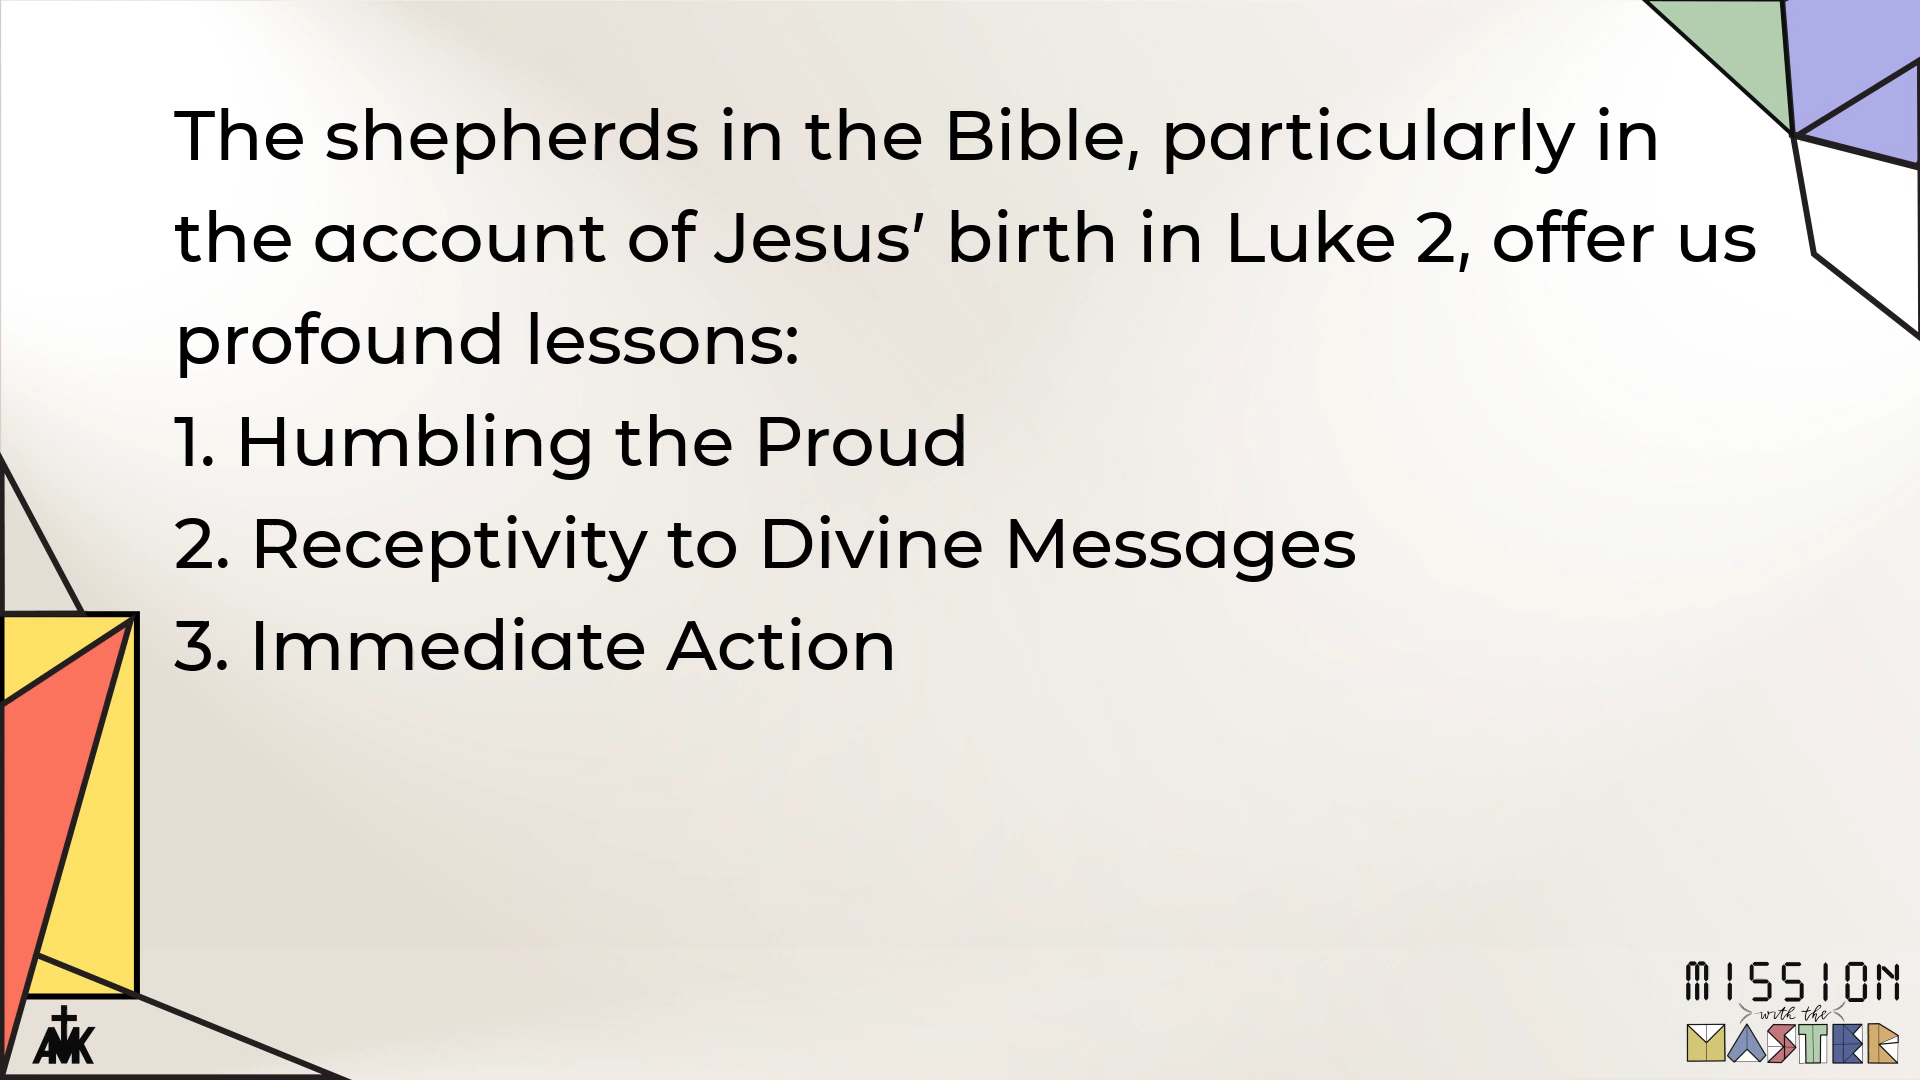 The shepherds in the Bible, particularly in
the account of Jesus’ birth in Luke 2, offer us
profound lessons:
1. Humbling the Proud
2. Receptivity to Divine Messages
3. Immediate Action
AMK
MISSION
with the
MASTER